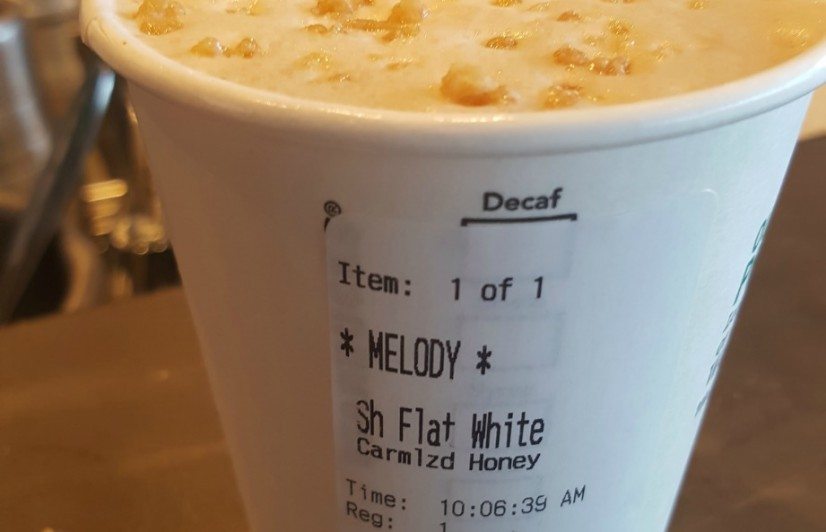 ®
Decaf
Item: 1 of 1
* MELODY *
Sh Flat White
Carmlzd Honey
Time: 10:06:39 AM
Reg: 1